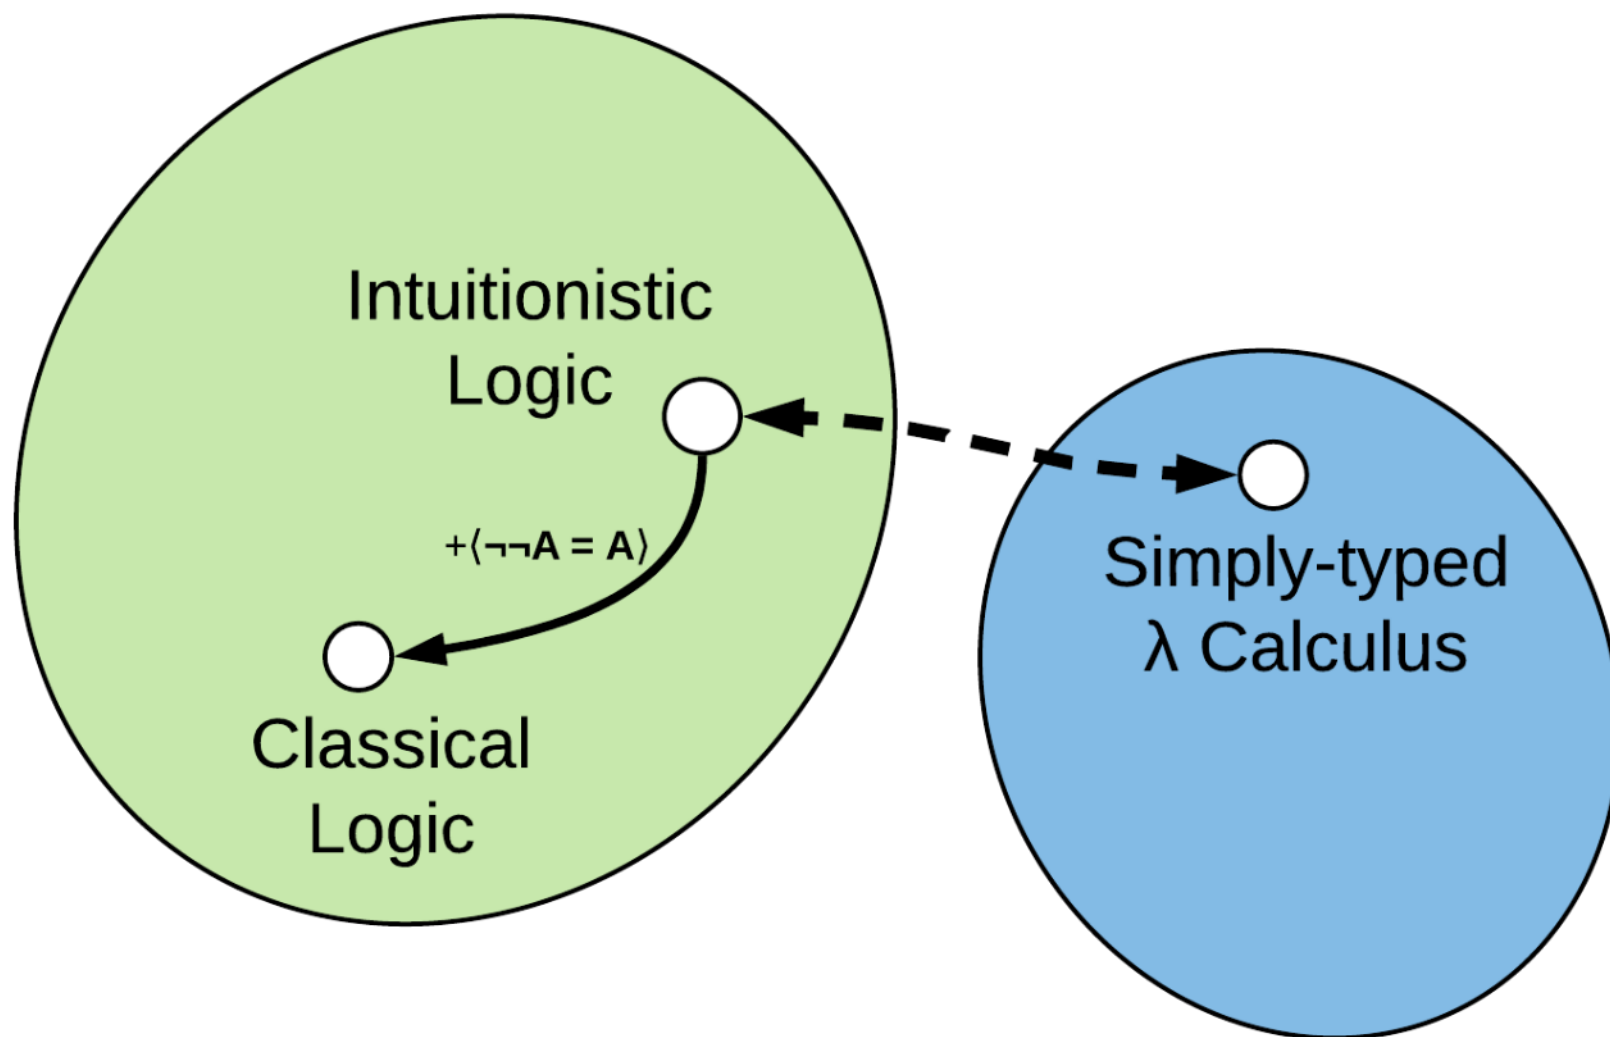 Intuitionistic
Logic
+⟨¬¬A = A⟩
Classical
Logic
Simply-typed
λ Calculus